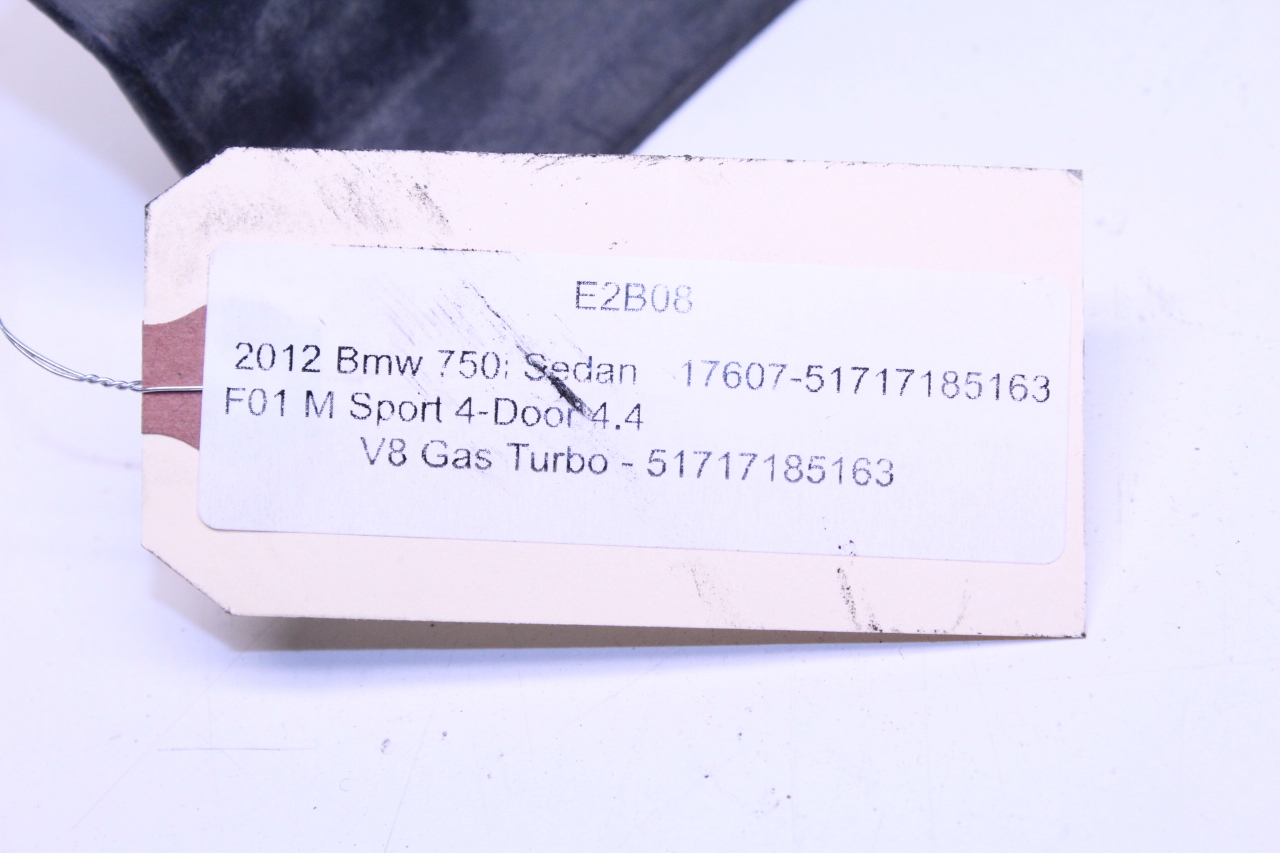 E2B08
2012 Bmw 750i Sedan 17607-51717185163
F01 M Sport 4-Door 4.4
V8 Gas Turbo - 51717185163